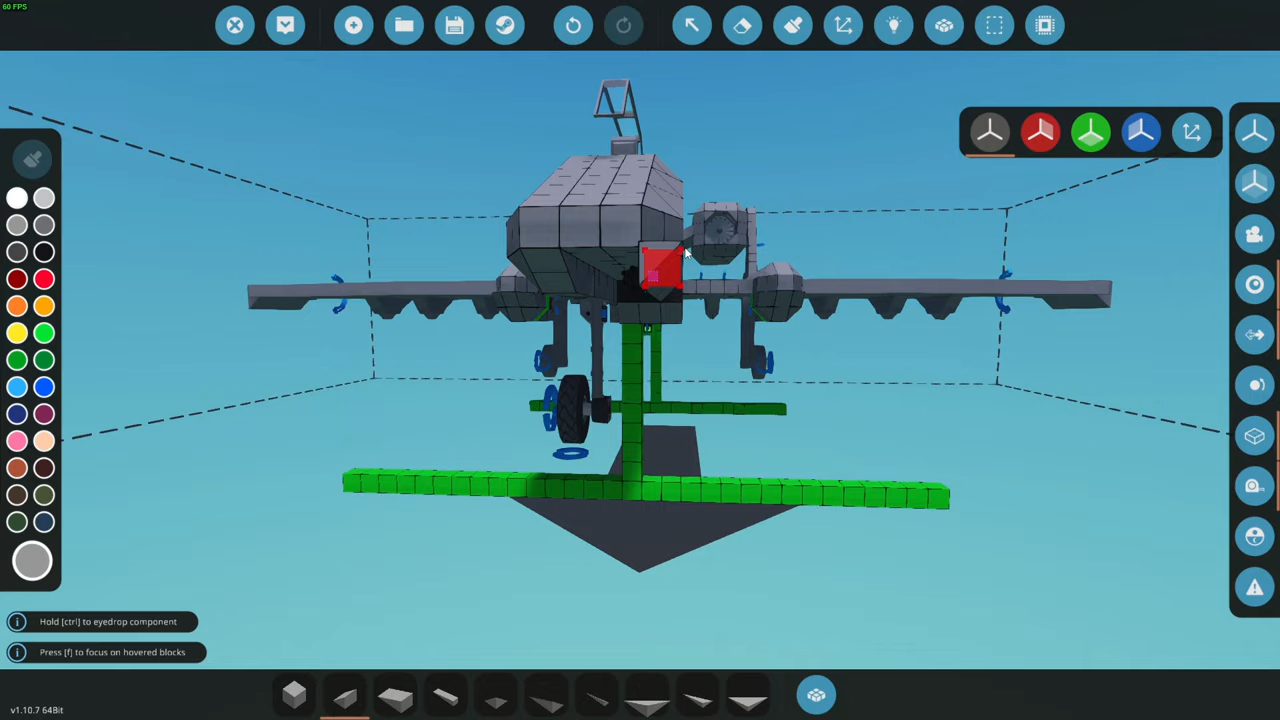 60 FPS
Hold [ctrl] to eyedrop component
Press [f] to focus on hovered blocks
v1.10.7 64Bit